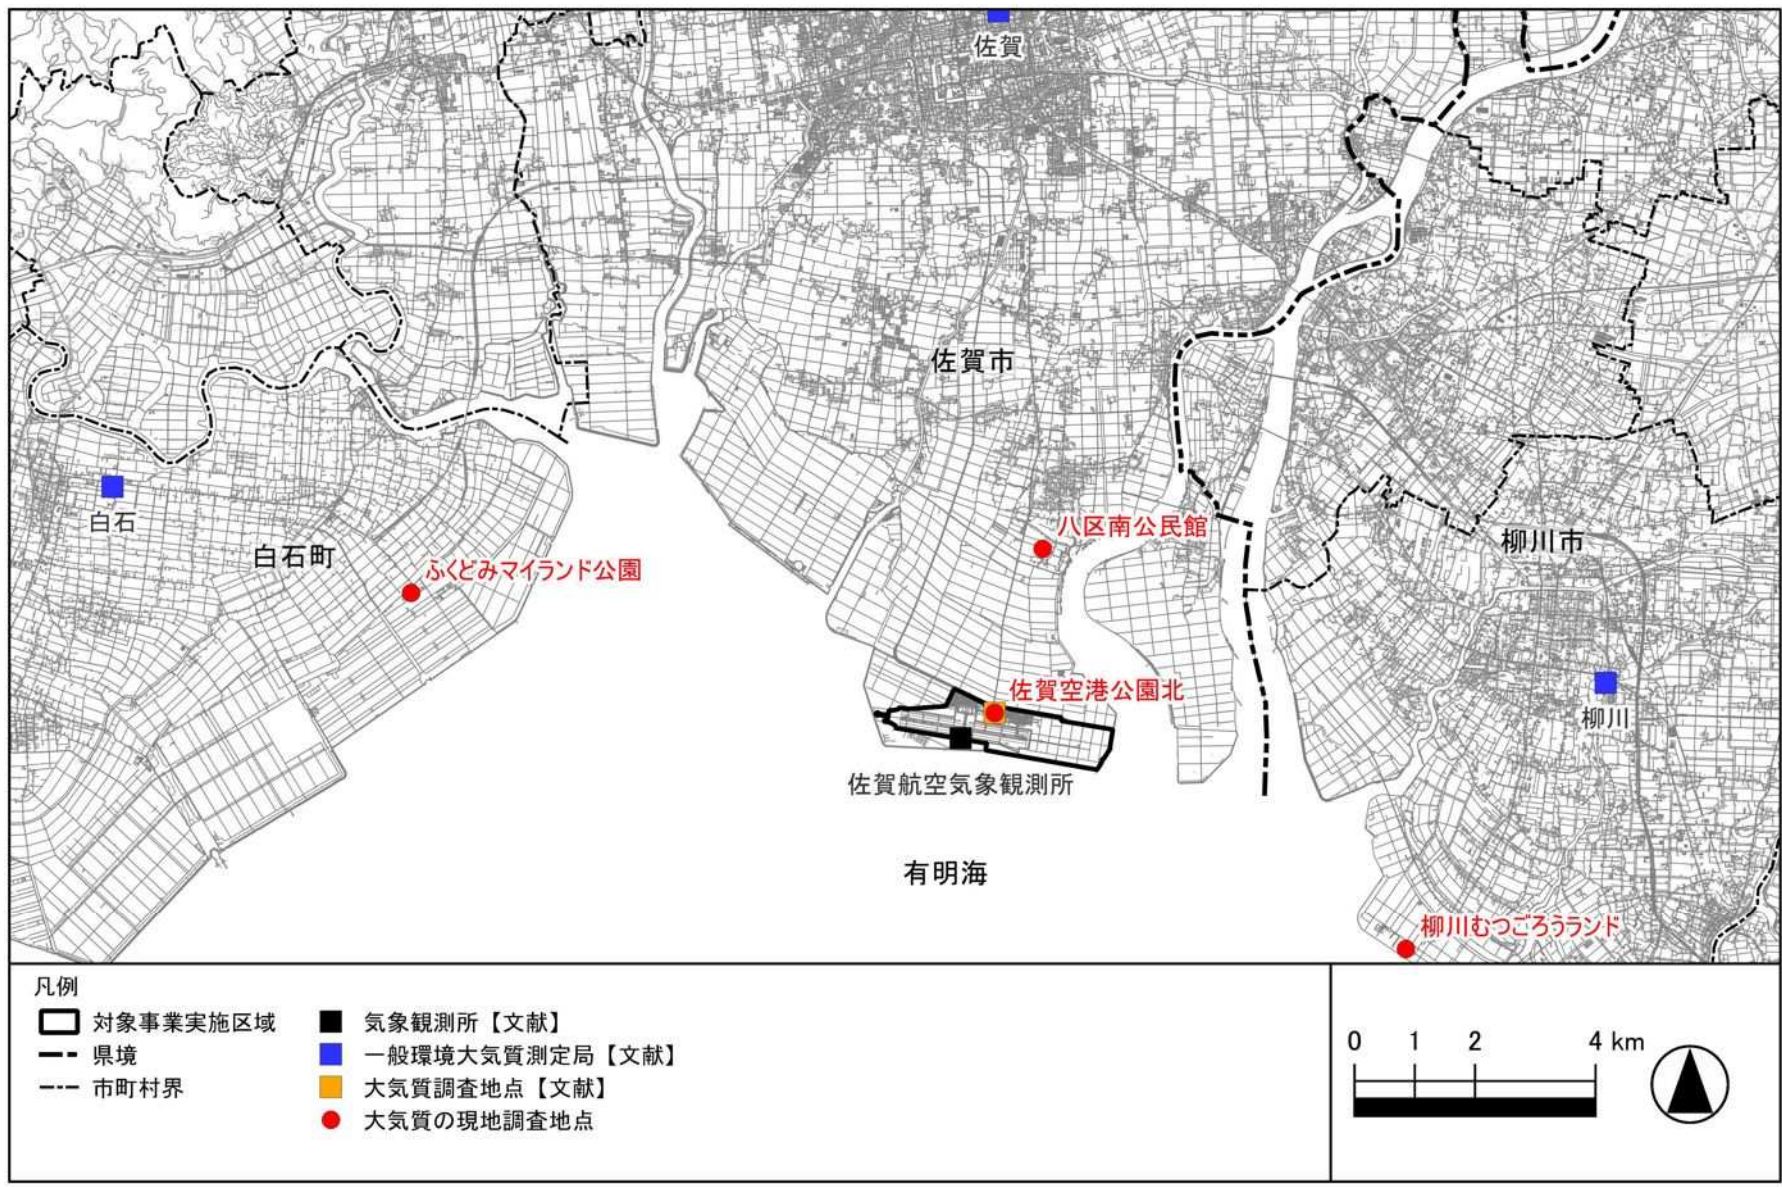 佐賀
佐賀市
白石
白石町
ふくどみマイランド公園
八区南公民館
柳川市
佐賀空港公園北
柳川
佐賀航空気象観測所
有明海
柳川むつごろうランド
凡例
対象事業実施区域
県境
市町村界
気象観測所【文献】
一般環境大気質測定局【文献】
大気質調査地点【文献】
大気質の現地調査地点
0 1 2 4 km